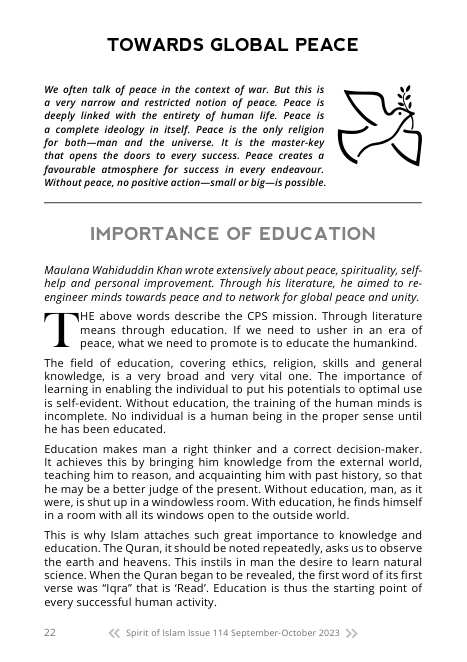 TOWARDS GLOBAL PEACE
We often talk of peace in the context of war. But this is
a very narrow and restricted notion of peace. Peace is
deeply linked with the entirety of human life. Peace is
a complete ideology in itself. Peace is the only religion
for both—man and the universe. It is the master-key
that opens the doors to every success. Peace creates a
favourable atmosphere for success in every endeavour.
Without peace, no positive action—small or big—is possible.
IMPORTANCE OF EDUCATION
Maulana Wahiduddin Khan wrote extensively about peace, spirituality, self-
help and personal improvement. Through his literature, he aimed to re-
engineer minds towards peace and to network for global peace and unity.
THE above words describe the CPS mission. Through literature
means through education. If we need to usher in an era of
peace, what we need to promote is to educate the humankind.
The field of education, covering ethics, religion, skills and general
knowledge, is a very broad and very vital one. The importance of
learning in enabling the individual to put his potentials to optimal use
is self-evident. Without education, the training of the human minds is
incomplete. No individual is a human being in the proper sense until
he has been educated.
Education makes man a right thinker and a correct decision-maker.
It achieves this by bringing him knowledge from the external world,
teaching him to reason, and acquainting him with past history, so that
he may be a better judge of the present. Without education, man, as it
were, is shut up in a windowless room. With education, he finds himself
in a room with all its windows open to the outside world.
This is why Islam attaches such great importance to knowledge and
education. The Quran, it should be noted repeatedly, asks us to observe
the earth and heavens. This instils in man the desire to learn natural
science. When the Quran began to be revealed, the first word of its first
verse was “Iqra” that is ‘Read’. Education is thus the starting point of
every successful human activity.
22 Spirit of Islam Issue 114 September-October 2023